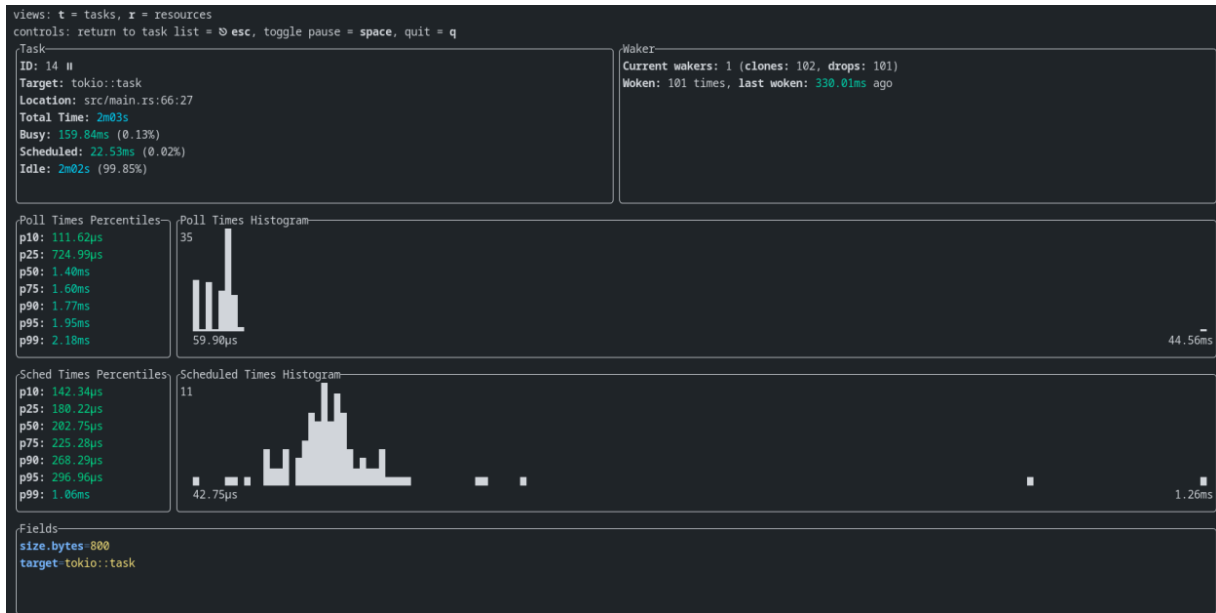 views: t = tasks, r = resources
controls: return to task list = ⎋ esc, toggle pause = space, quit = q
Task
ID: 14 ⏸
Target: tokio::task
Location: src/main.rs:66:27
Total Time: 2m03s
Busy: 159.84ms (0.13%)
Scheduled: 22.53ms (0.02%)
Idle: 2m02s (99.85%)
Waker
Current wakers: 1 (clones: 102, drops: 101)
Woken: 101 times, last woken: 330.01ms ago
Poll Times Percentiles
p10: 111.62µs
p25: 724.99µs
p50: 1.40ms
p75: 1.60ms
p90: 1.77ms
p95: 1.95ms
p99: 2.18ms
Poll Times Histogram
35
59.90µs 44.56ms
Sched Times Percentiles
p10: 142.34µs
p25: 180.22µs
p50: 202.75µs
p75: 225.28µs
p90: 268.29µs
p95: 296.96µs
p99: 1.06ms
Scheduled Times Histogram
11
42.75µs 1.26ms
Fields
size.bytes=800
target=tokio::task